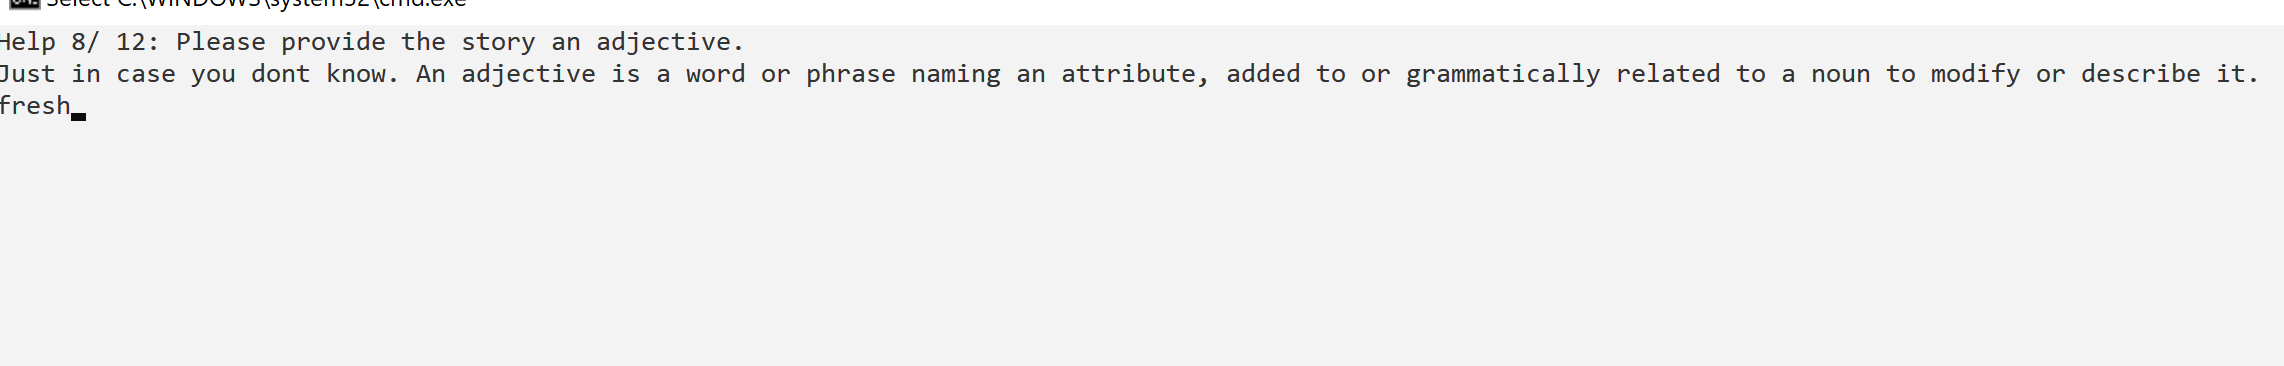 Select C:\WINDOWS\system32\cmd.exe
Help 8/ 12: Please provide the story an adjective.
Just in case you dont know. An adjective is a word or phrase naming an attribute, added to or grammatically related to a noun to modify or describe it.
fresh